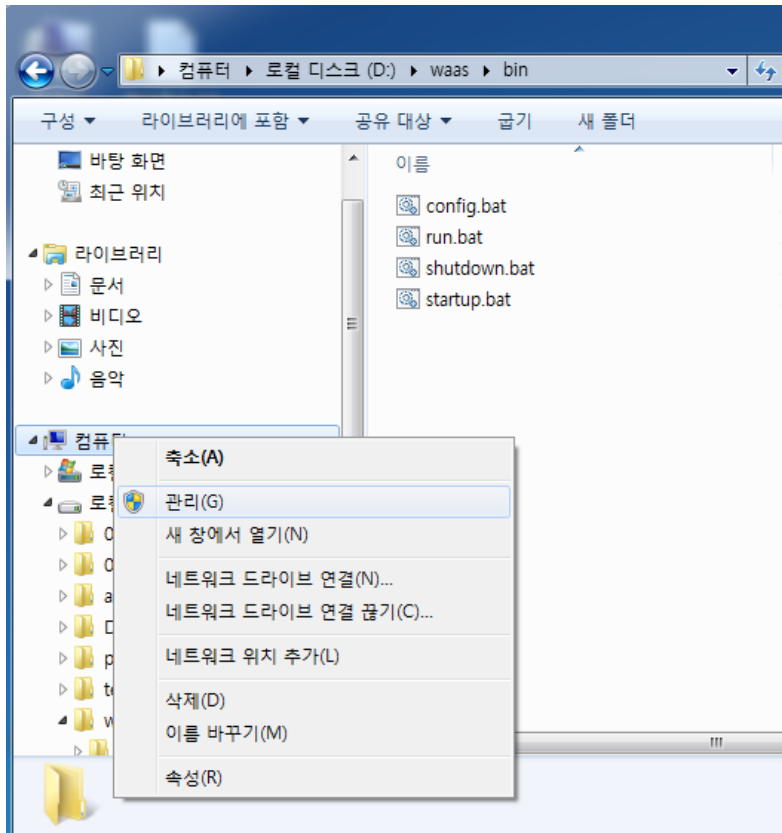 컴퓨터 로컬 디스크 (D:) waas bin
구성 라이브러리에 포함 공유 대상 굽기 새 폴더
바탕 화면
최근 위치
라이브러리
문서
비디오
사진
음악
컴퓨터
이름
config.bat
run.bat
shutdown.bat
startup.bat
축소(A)
관리(G)
새 창에서 열기(N)
네트워크 드라이브 연결(N)...
네트워크 드라이브 연결 끊기(C)...
네트워크 위치 추가(L)
삭제(D)
이름 바꾸기(M)
속성(R)